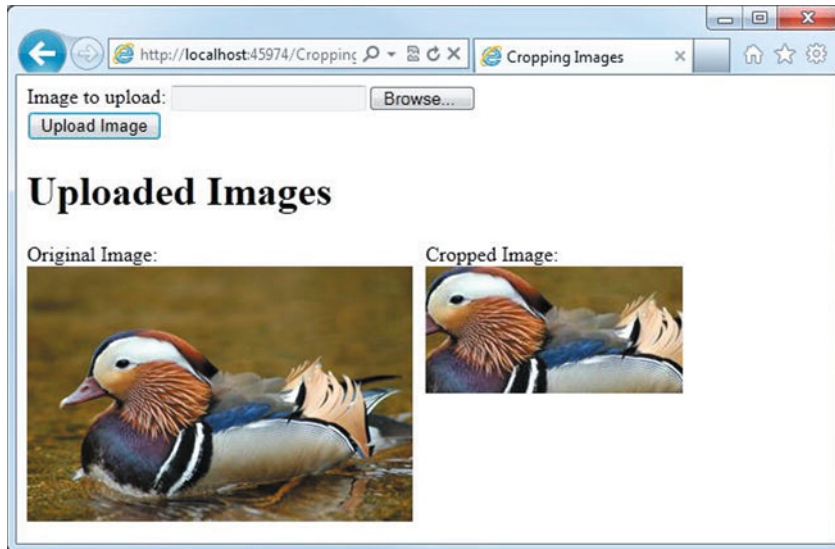 http://localhost:45974/Cropping
Cropping Images
Image to upload:
Browse...
Upload Image
Uploaded Images
Original Image:
Cropped Image: